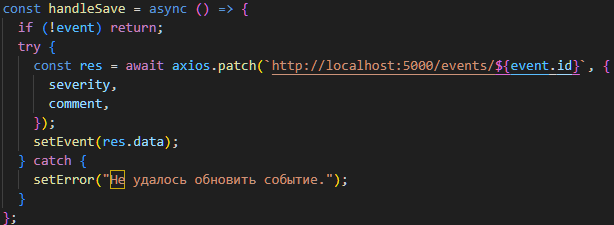 const handleSave = async () => {
  if (!event) return;
  try {
    const res = await axios.patch(`http://localhost:5000/events/${event.id}`, {
      severity,
      comment,
    });
    setEvent(res.data);
  } catch {
    setError("Не удалось обновить событие.");
  }
};